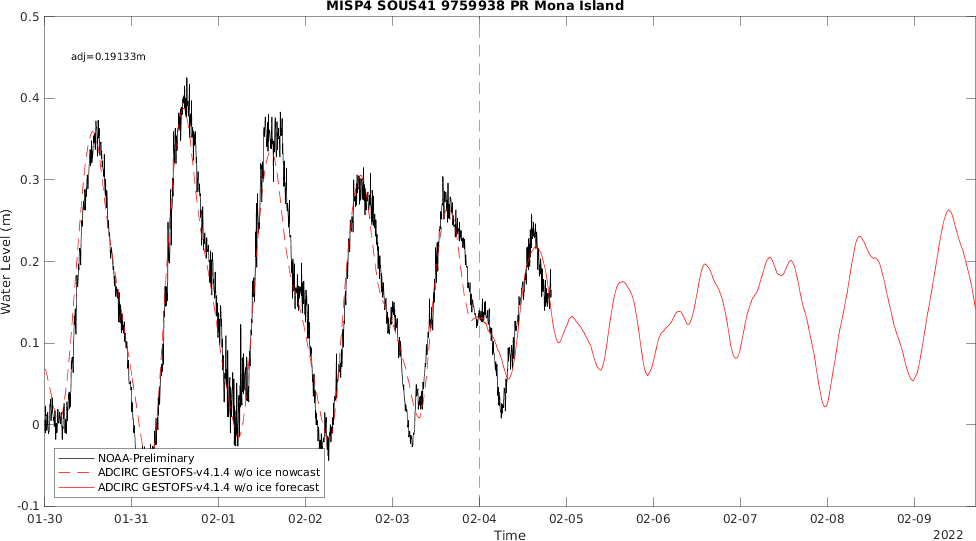 MISP4 SOUS41 9759938 PR Mona Island
0.5
adj=0.19133m
0.4
0.3
0.2
0.1
0
-0.1
Water Level (m)
NOAA-Preliminary
ADCIRC GESTOFS-v4.1.4 w/o ice nowcast
ADCIRC GESTOFS-v4.1.4 w/o ice forecast
01-30 01-31 02-01 02-02 02-03 02-04 02-05 02-06 02-07 02-08 02-09
Time
2022